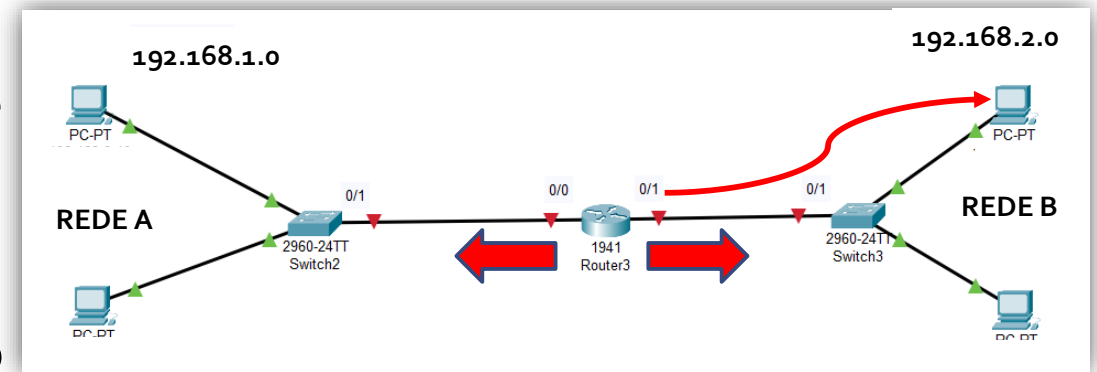 192.168.1.0
192.168.2.0
PC-PT
PC-PT
0/1
0/0
0/1
0/1
REDE A
REDE B
2960-24TT
Switch2
1941
Router3
2960-24TT
Switch3
PC-PT
PC-PT